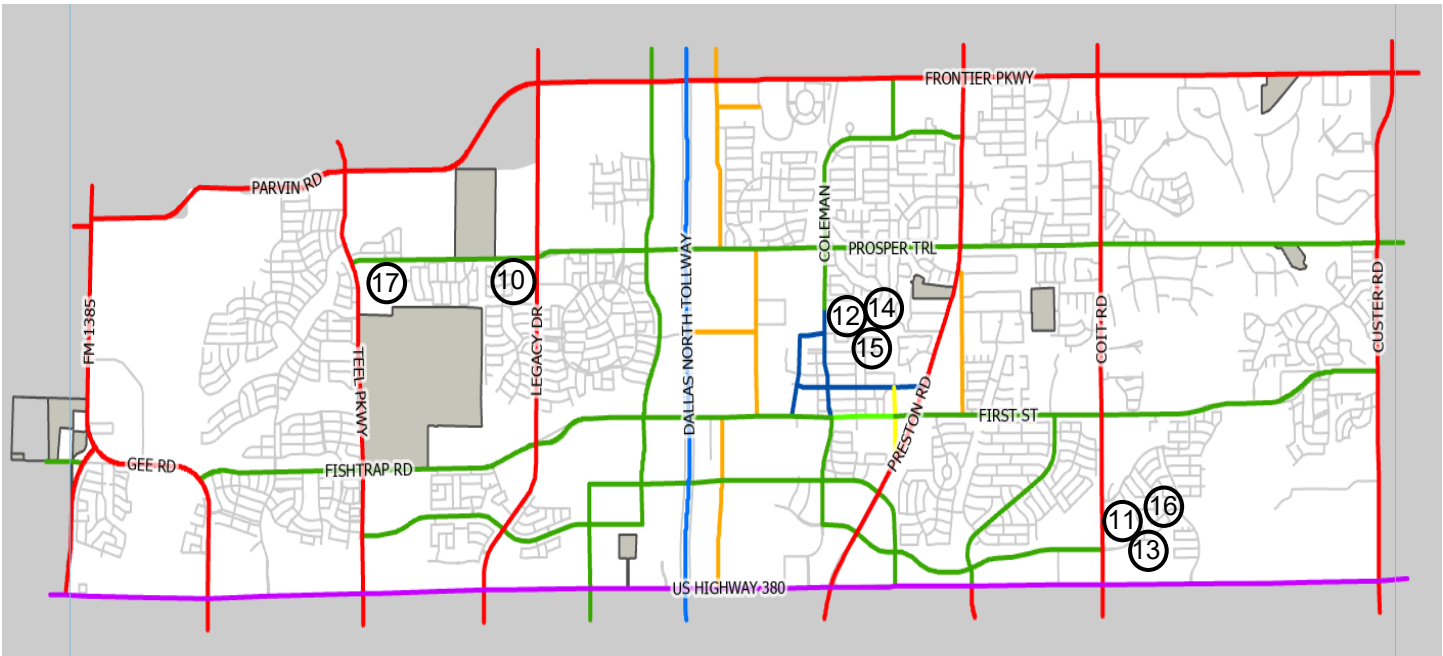 FRONTIER PKWY
PARVIN RD
COLEMAN
PROSPER TRL
17
10
DALLAS NORTH TOLLWAY
FM 1385
LEGACY DR
TEEL PKWY
12
14
15
COIT RD
CUSTER RD
PRESTON RD
FIRST ST
GEE RD
FISHTRAP RD
11
16
13
US HIGHWAY 380